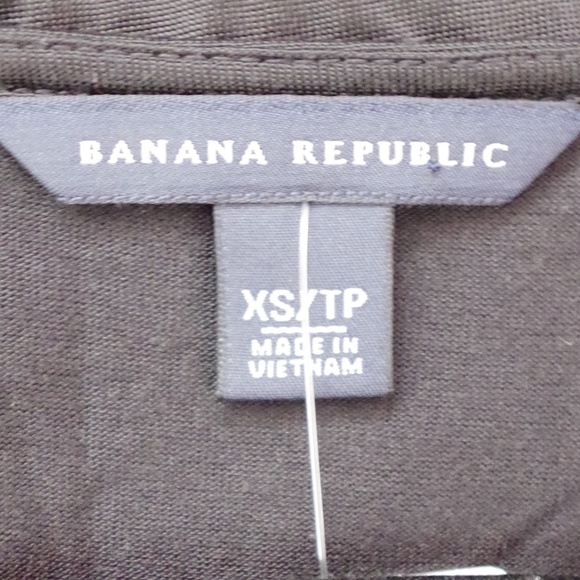 BANANA REPUBLIC
XS/TP
MADE IN
VIETNAM